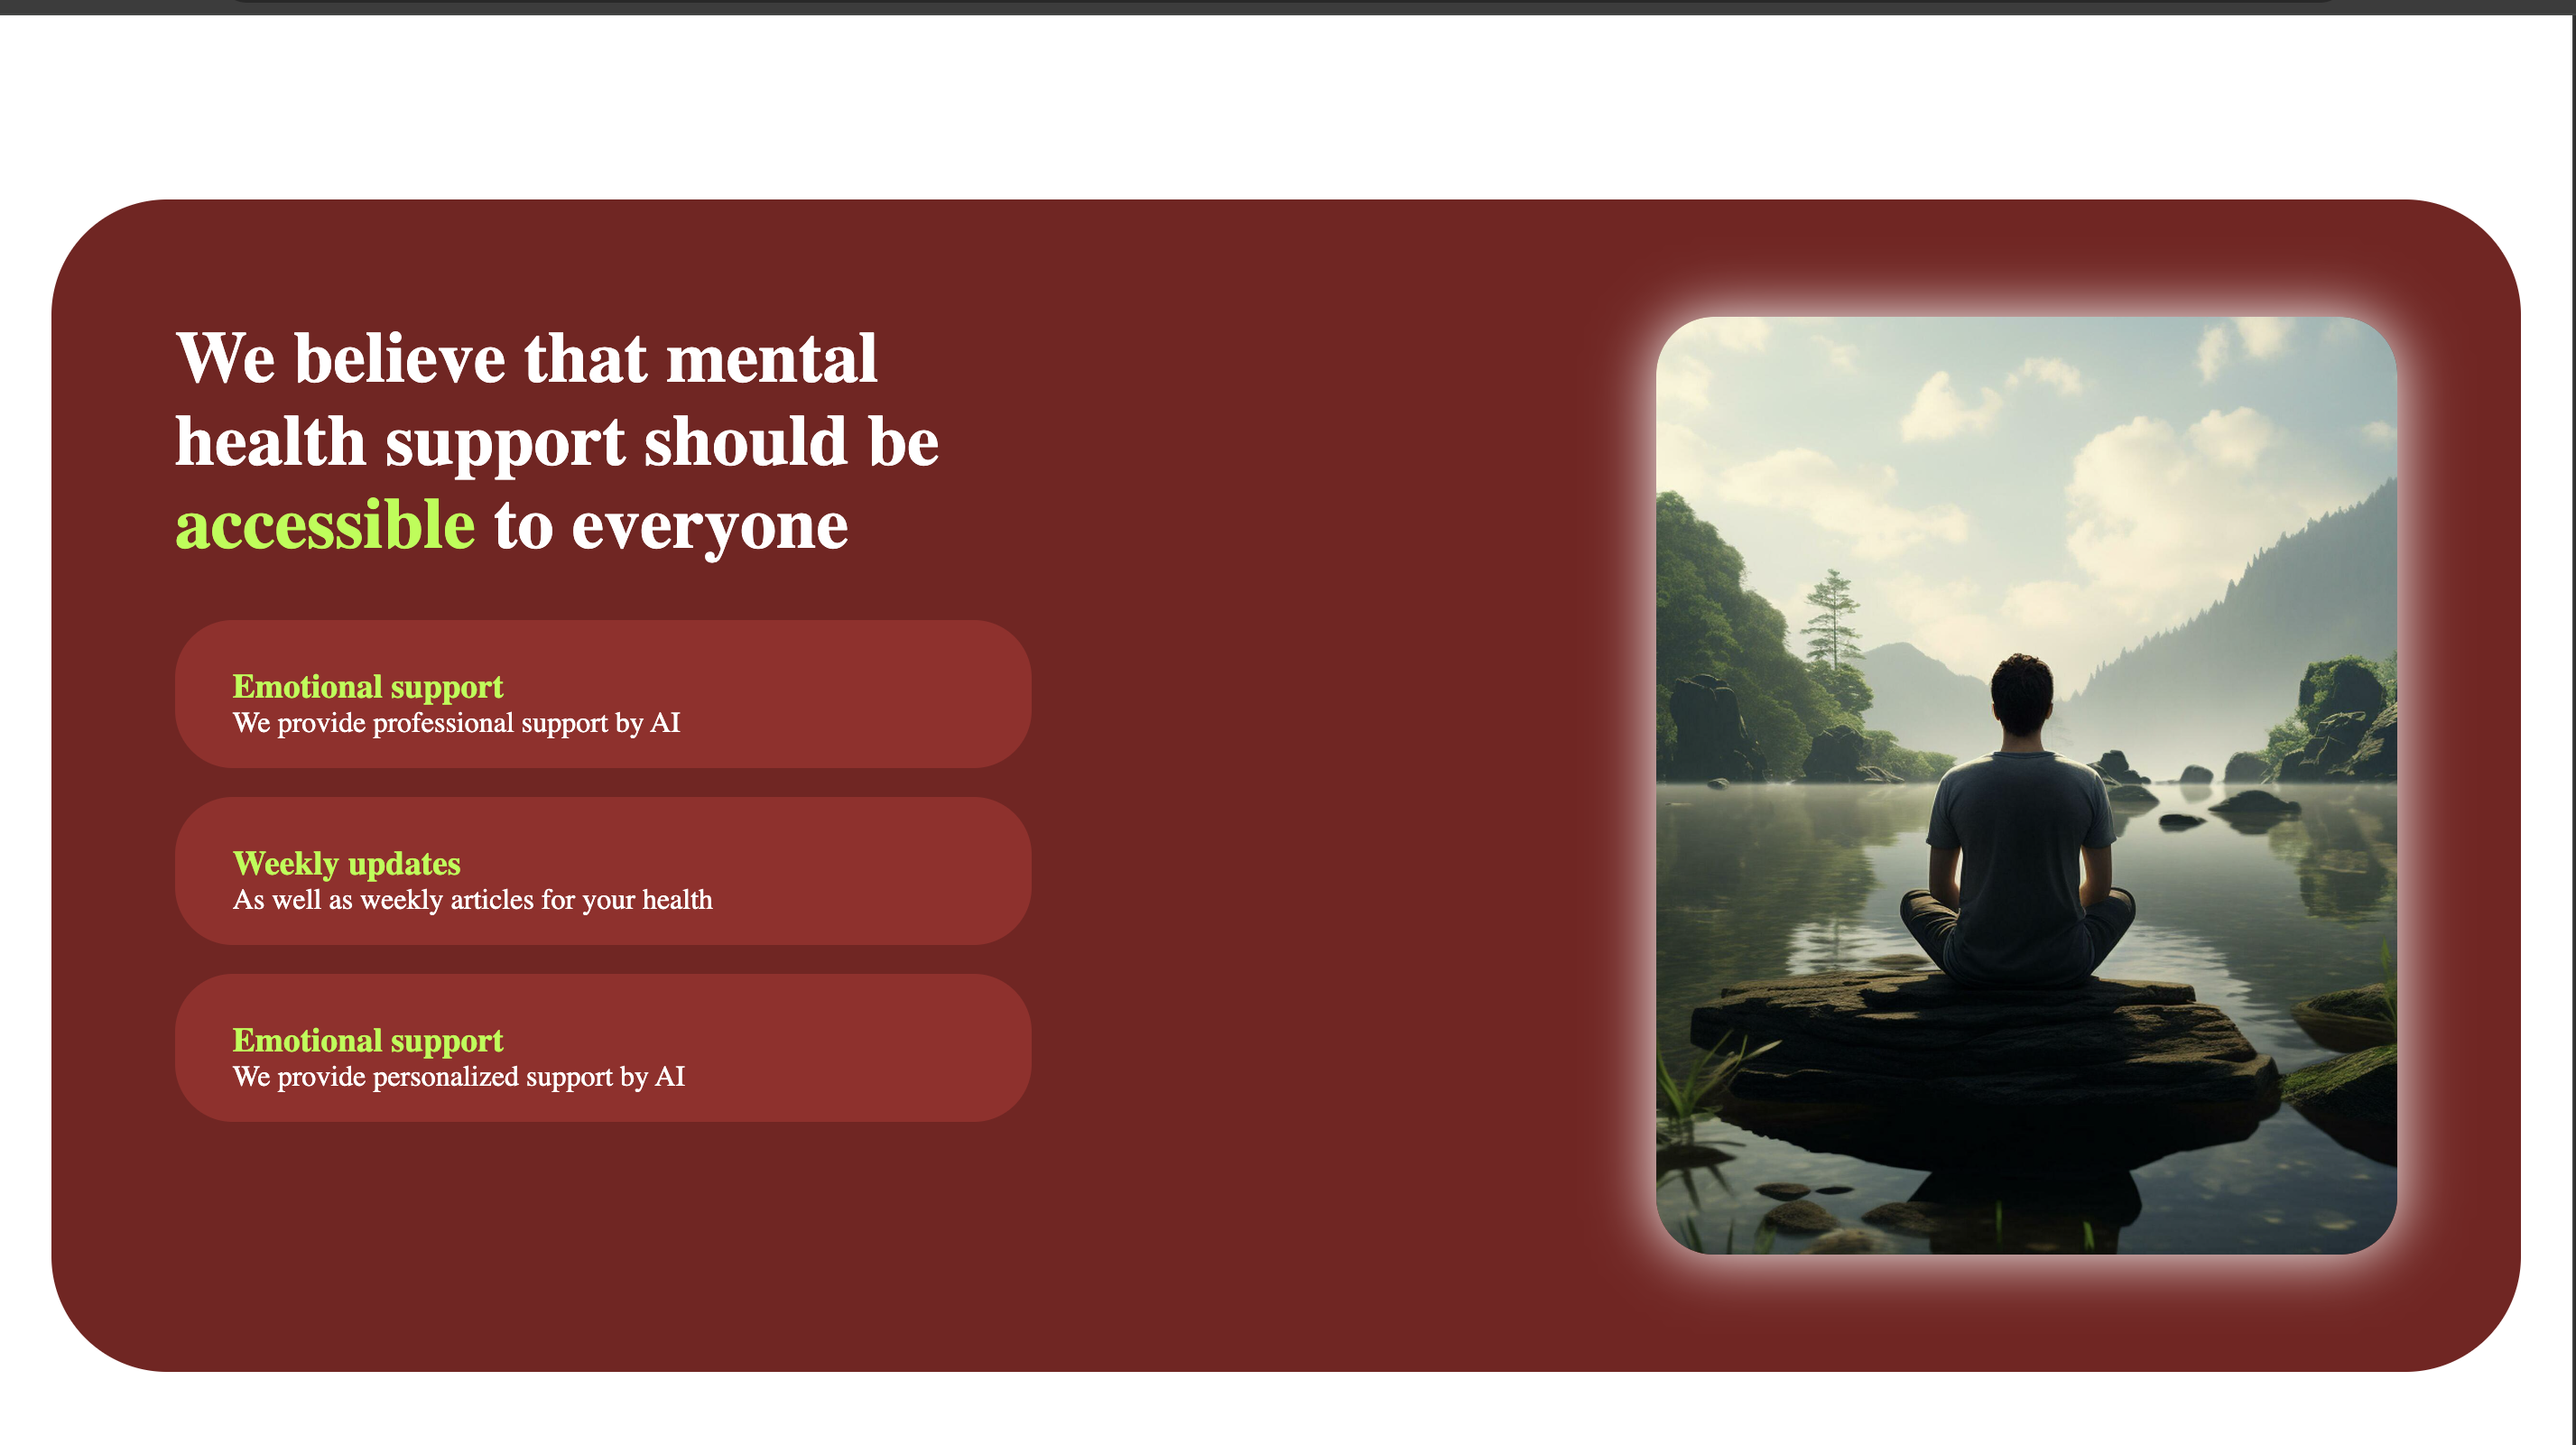 We believe that mental
health support should be
accessible to everyone
Emotional support
We provide professional support by AI
Weekly updates
As well as weekly articles for your health
Emotional support
We provide personalized support by AI